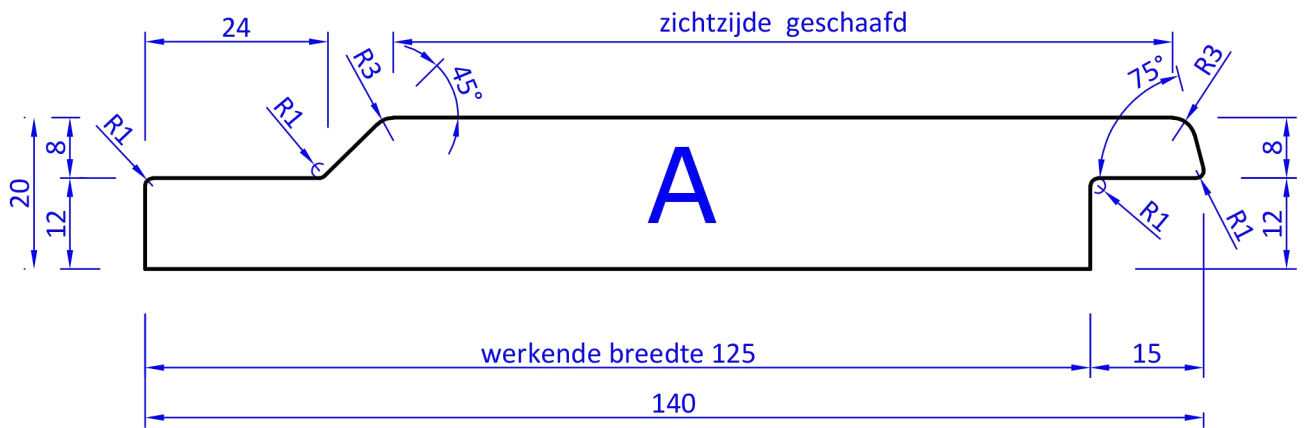 24
zichtzijde geschaafd
R3
45°
75°
R3
R1
R1
20
8
12
A
8
12
R1
R1
werkende breedte 125
15
140